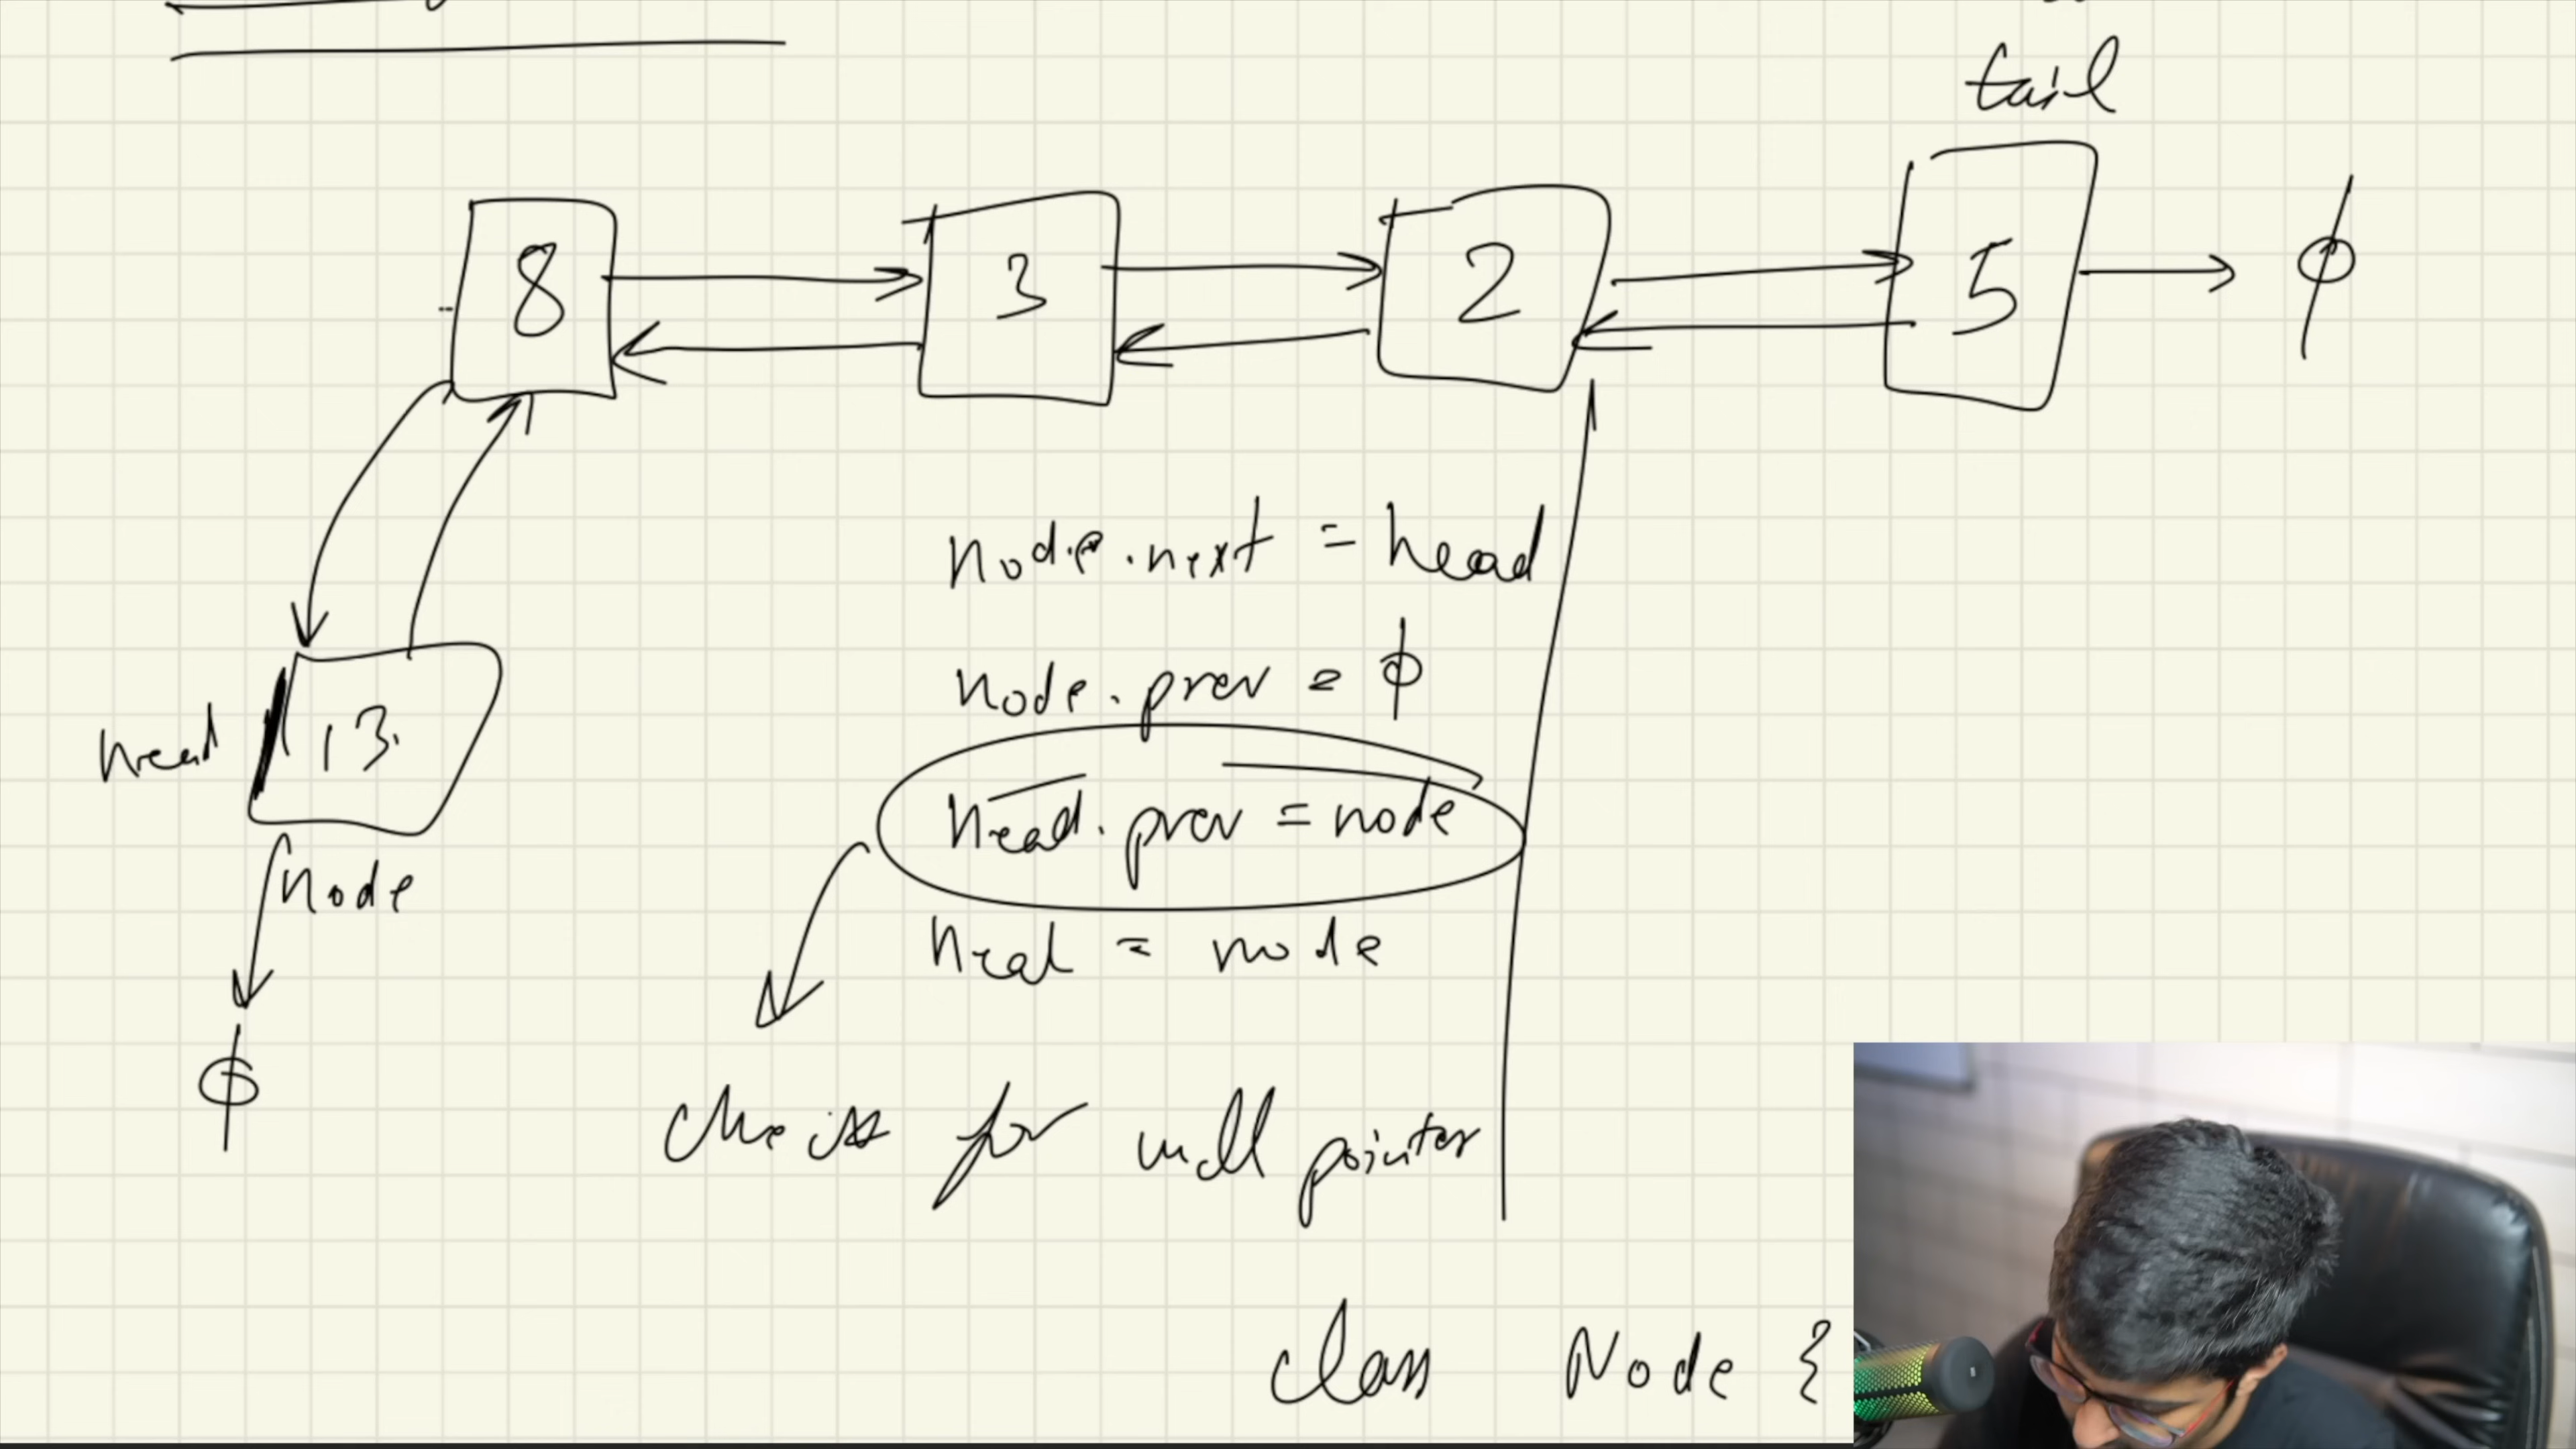 tail
8 3 2 5 ϕ
node.next = head
node.prev = ϕ
head 13
head.prev = node
node
head = node
ϕ
check for null pointer
class Node {